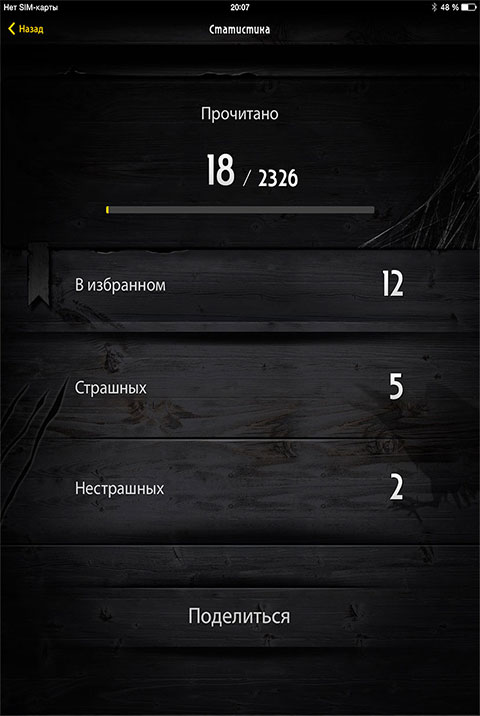 Нет SIM-карты 20:07 48 %
Назад Статистика
Прочитано
18 / 2326
В избранном 12
Страшных 5
Нестрашных 2
Поделиться